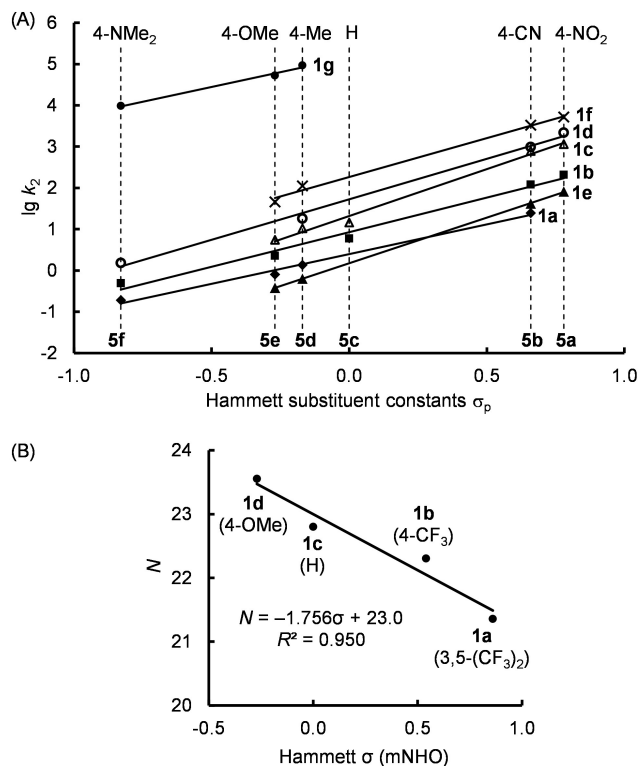 (A)
4-NMe₂ 4-OMe 4-Me H 4-CN 4-NO₂
6
5
4
3
2
1
0
-1
-2
lg k₂
1g
1f
1d
1c
1b
1e
1a
5f 5e 5d 5c 5b 5a
-1.0 -0.5 0.0 0.5 1.0
Hammett substituent constants σₚ
(B)
24
23
22
21
20
N
1d
(4-OMe)
1c
(H)
1b
(4-CF₃)
1a
(3,5-(CF₃)₂)
N = –1.756σ + 23.0
R² = 0.950
-0.5 0.0 0.5 1.0
Hammett σ (mNHO)